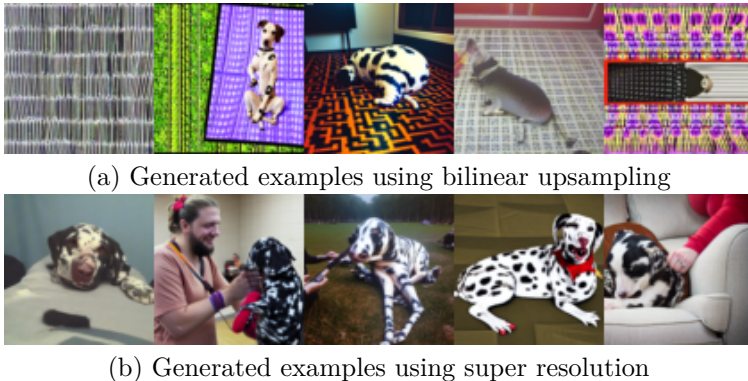 (a) Generated examples using bilinear upsampling
(b) Generated examples using super resolution